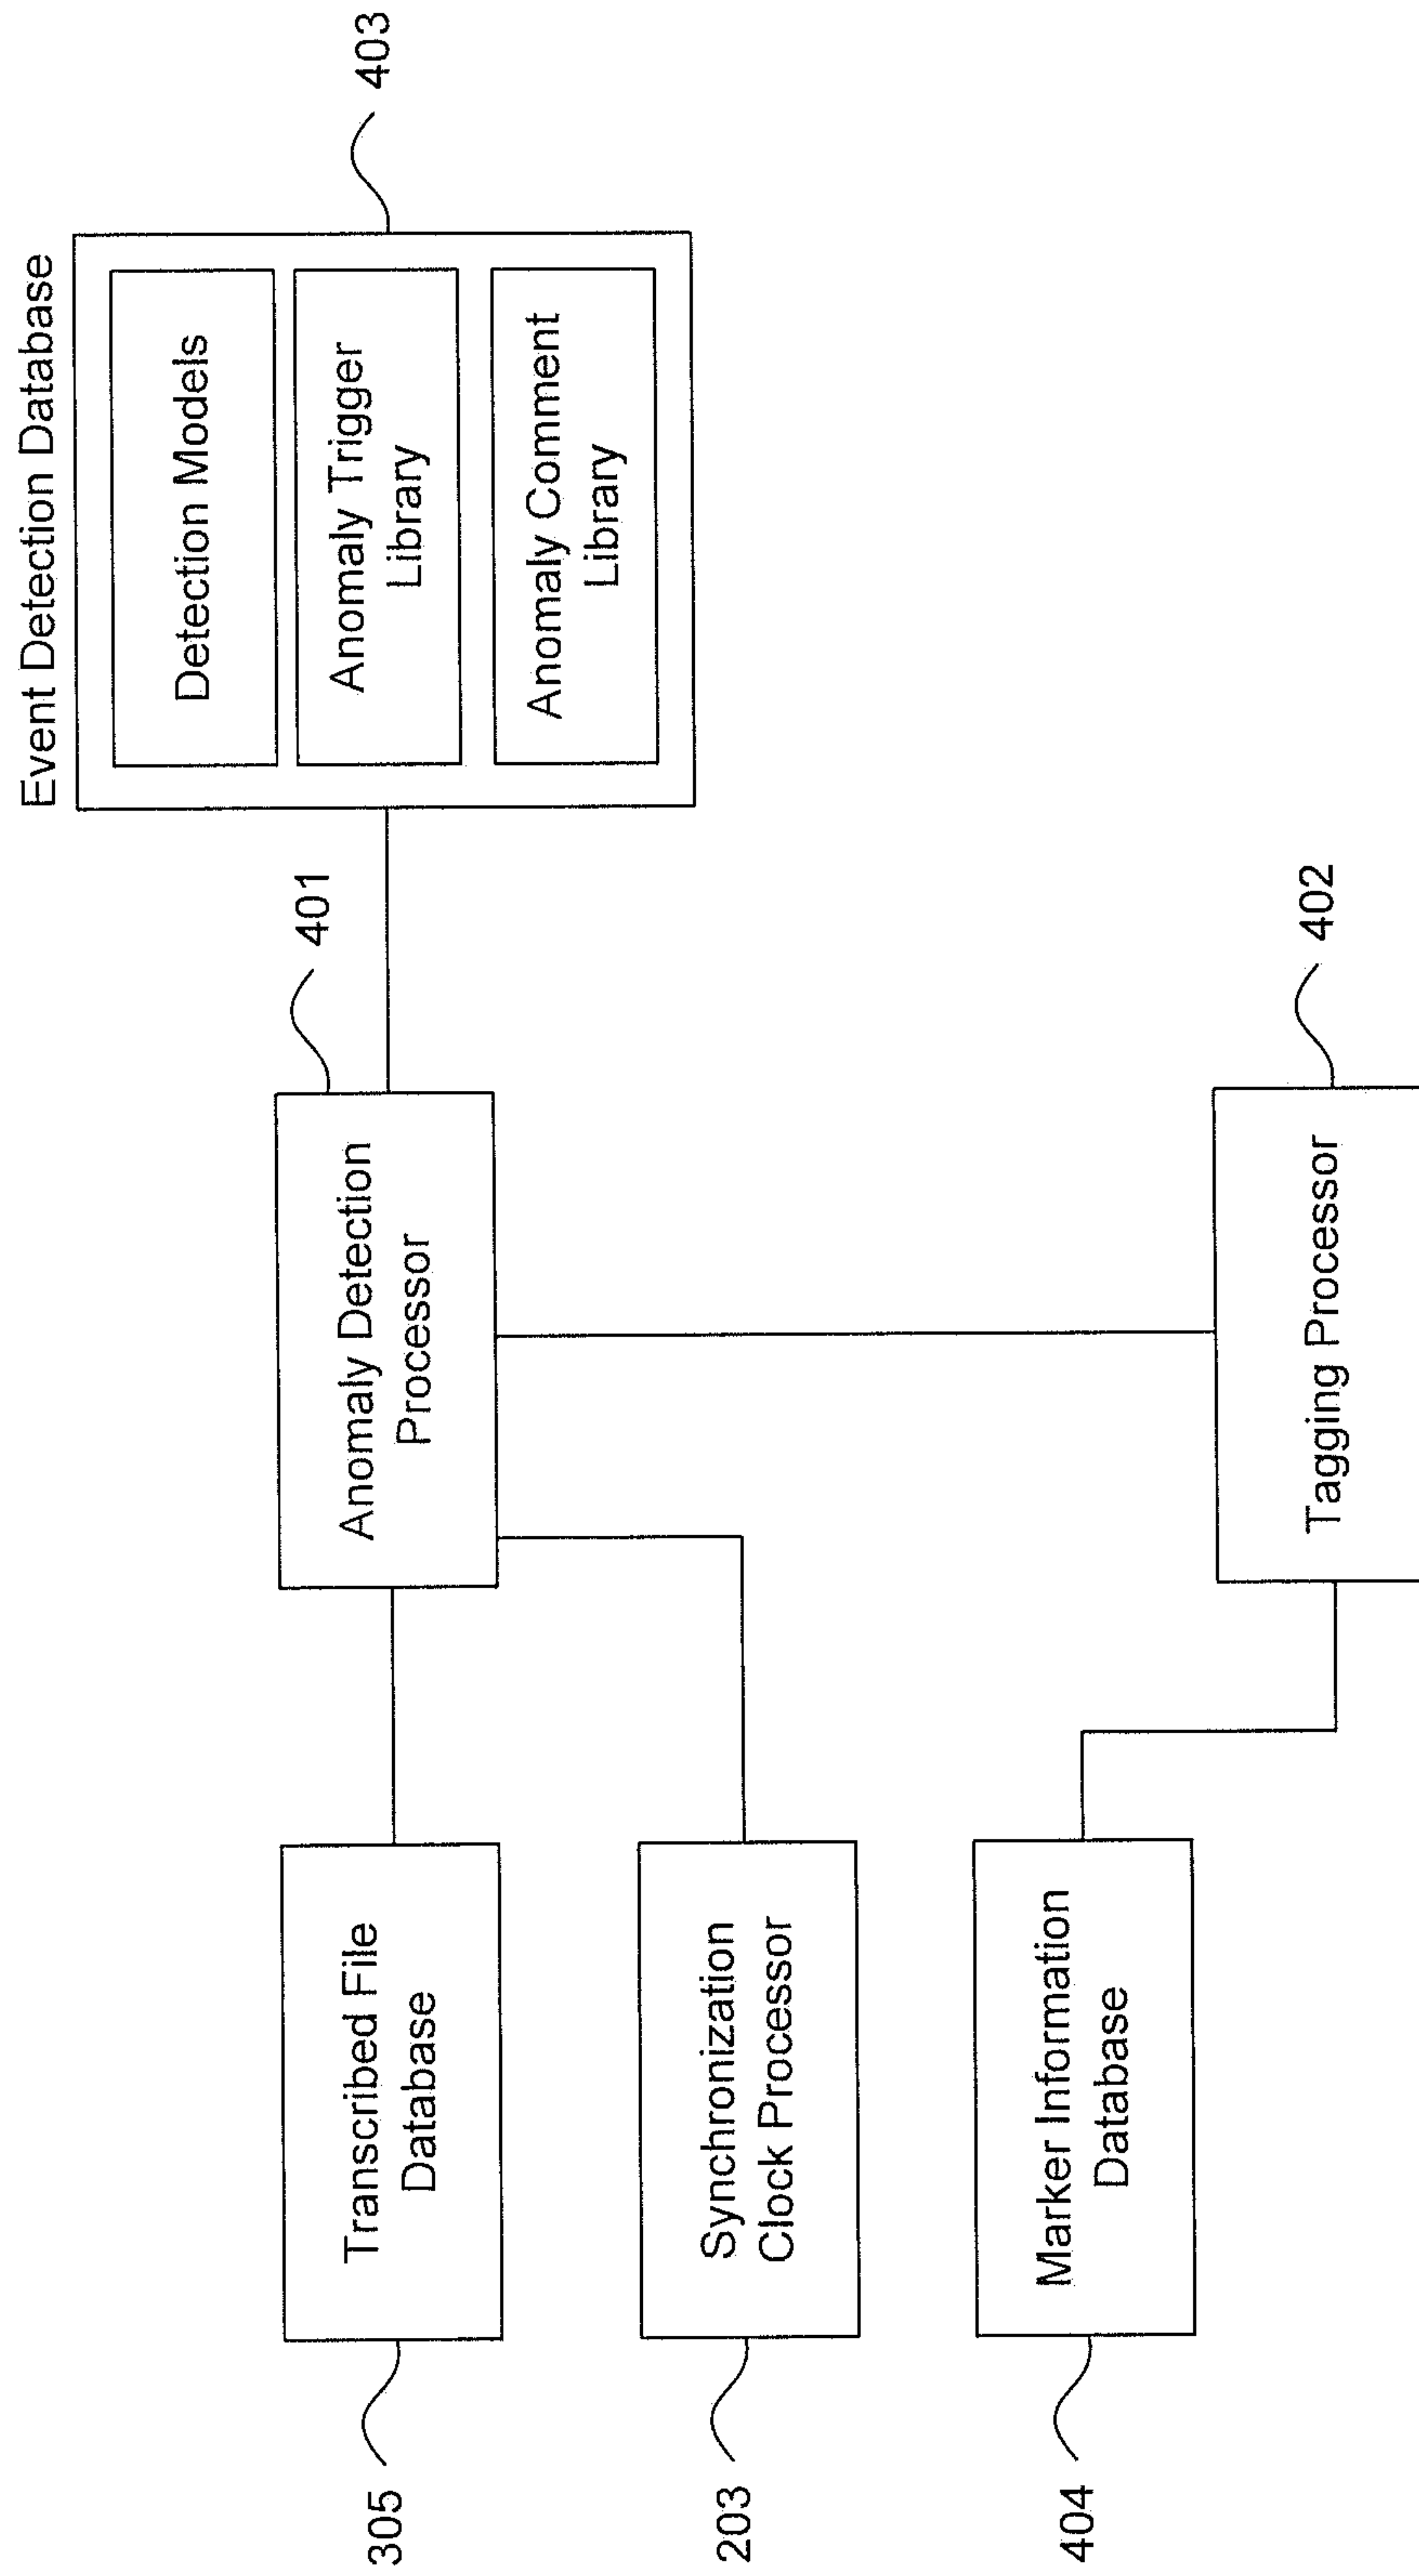 Event Detection Database
403
Detection Models
Anomaly Trigger
Library
Anomaly Comment
Library
401
Anomaly Detection
Processor
305
Transcribed File
Database
203
Synchronization
Clock Processor
404
Marker Information
Database
402
Tagging Processor